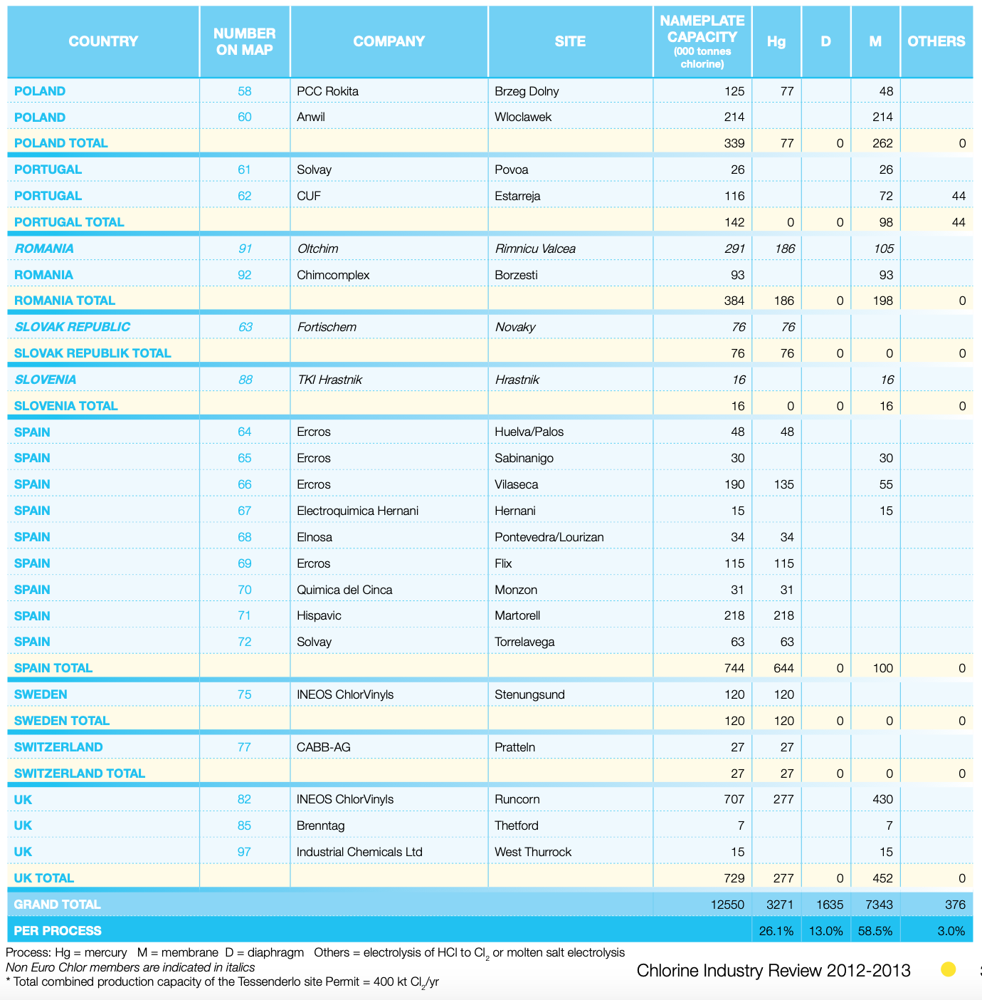 COUNTRY NUMBER ON MAP COMPANY SITE NAMEPLATE CAPACITY (000 tonnes chlorine) Hg D M OTHERS
POLAND 58 PCC Rokita Brzeg Dolny 125 77 48
POLAND 60 Anwil Wloclawek 214 214
POLAND TOTAL 339 77 0 262 0
PORTUGAL 61 Solvay Povoa 26 26
PORTUGAL 62 CUF Estarreja 116 72 44
PORTUGAL TOTAL 142 0 0 98 44
ROMANIA 91 Oltchim Rimnicu Valcea 291 186 105
ROMANIA 92 Chimcomplex Borzesti 93 93
ROMANIA TOTAL 384 186 0 198 0
SLOVAK REPUBLIC 63 Fortischem Novaky 76 76
SLOVAK REPUBLIK TOTAL 76 76 0 0 0
SLOVENIA 88 TKI Hrastnik Hrastnik 16 16
SLOVENIA TOTAL 16 0 0 16 0
SPAIN 64 Ercros Huelva/Palos 48 48
SPAIN 65 Ercros Sabinanigo 30 30
SPAIN 66 Ercros Vilaseca 190 135 55
SPAIN 67 Electroquimica Hernani Hernani 15 15
SPAIN 68 Elnosa Pontevedra/Lourizan 34 34
SPAIN 69 Ercros Flix 115 115
SPAIN 70 Quimica del Cinca Monzon 31 31
SPAIN 71 Hispavic Martorell 218 218
SPAIN 72 Solvay Torrelavega 63 63
SPAIN TOTAL 744 644 0 100 0
SWEDEN 75 INEOS ChlorVinyls Stenungsund 120 120
SWEDEN TOTAL 120 120 0 0 0
SWITZERLAND 77 CABB-AG Pratteln 27 27
SWITZERLAND TOTAL 27 27 0 0 0
UK 82 INEOS ChlorVinyls Runcorn 707 277 430
UK 85 Brenntag Thetford 7 7
UK 97 Industrial Chemicals Ltd West Thurrock 15 15
UK TOTAL 729 277 0 452 0
GRAND TOTAL 12550 3271 1635 7343 376
PER PROCESS 26.1% 13.0% 58.5% 3.0%
Process: Hg = mercury M = membrane D = diaphragm Others = electrolysis of HCl to Cl2 or molten salt electrolysis
Non Euro Chlor members are indicated in italics
* Total combined production capacity of the Tessenderlo site Permit = 400 kt Cl2/yr
Chlorine Industry Review 2012-2013